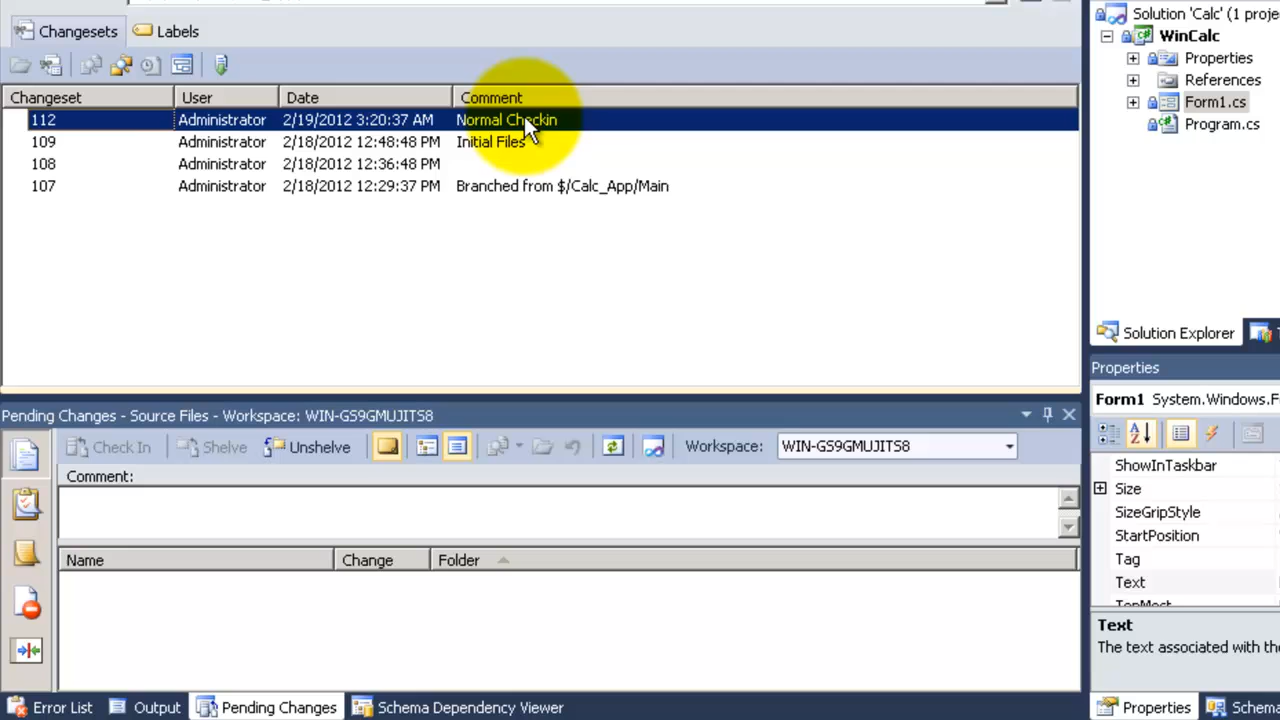 Changesets Labels
Changeset User Date Comment
112 Administrator 2/19/2012 3:20:37 AM Normal Checkin
109 Administrator 2/18/2012 12:48:48 PM Initial Files
108 Administrator 2/18/2012 12:36:48 PM
107 Administrator 2/18/2012 12:29:37 PM Branched from $/Calc_App/Main
Pending Changes - Source Files - Workspace: WIN-GS9GMUJITS8
Check In Shelve Unshelve Workspace: WIN-GS9GMUJITS8
Comment:
Name Change Folder
Error List Output Pending Changes Schema Dependency Viewer
Solution 'Calc' (1 proje
WinCalc
Properties
References
Form1.cs
Program.cs
Solution Explorer
Properties
Form1 System.Windows.F
ShowInTaskbar
Size
SizeGripStyle
StartPosition
Tag
Text
TopMost
Text
The text associated with the
Properties Schema